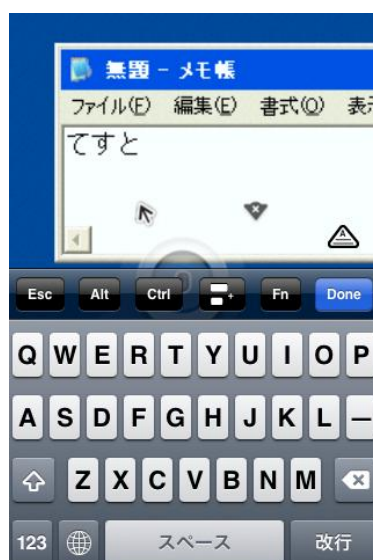 無題 - メモ帳
ファイル(F) 編集(E) 書式(O) 表示
てすと
A
Esc Alt Ctrl + Fn Done
Q W E R T Y U I O P
A S D F G H J K L ー
Z X C V B N M
123 スペース 改行